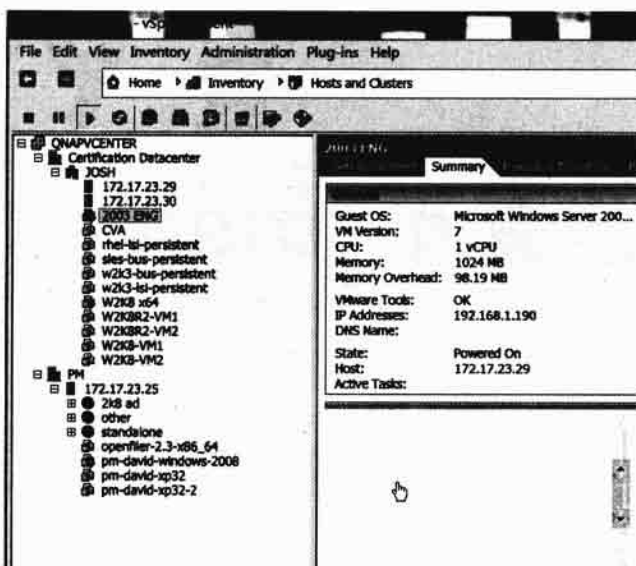 - vSp
File Edit View Inventory Administration Plug-ins Help
Home Inventory Hosts and Clusters
QNAPVCENTER
Certification Datacenter
JOSH
172.17.23.29
172.17.23.30
2003 ENG
CVA
rhel-lsi-persistent
sles-bus-persistent
w2k3-bus-persistent
w2k3-lsi-persistent
W2K8 x64
W2K8R2-VM1
W2K8R2-VM2
W2K8-VM1
W2K8-VM2
PM
172.17.23.25
2k8 ad
other
standalone
openfiler-2.3-x86_64
pm-david-windows-2008
pm-david-xp32
pm-david-xp32-2
2003 ENG
Summary
Guest OS: Microsoft Windows Server 200...
VM Version: 7
CPU: 1 vCPU
Memory: 1024 MB
Memory Overhead: 98.19 MB
VMware Tools: OK
IP Addresses: 192.168.1.190
DNS Name:
State: Powered On
Host: 172.17.23.29
Active Tasks: